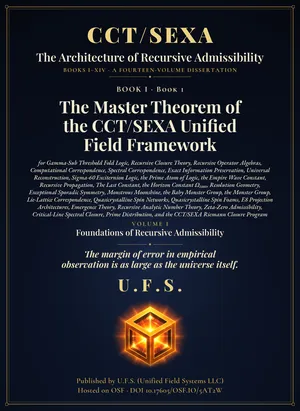 CCT/SEXA
The Architecture of Recursive Admissibility
BOOKS I–XIV · A FOURTEEN-VOLUME DISSERTATION
BOOK I · Book 1
The Master Theorem of
the CCT/SEXA Unified
Field Framework
for Gamma-Sub Threshold Fold Logic, Recursive Closure Theory, Recursive Operator Algebras,
Computational Correspondence, Spectral Correspondence, Exact Information Preservation, Universal
Reconstruction, Sigma-60 Exciternion Logic, the Prime Atom of Logic, the Empire Wave Constant,
Recursive Propagation, The Last Constant, the Horizon Constant Resolution Geometry,
Exceptional Sporadic Symmetry, Monstrous Moonshine, the Baby Monster Group, the Monster Group,
Lie-Lattice Correspondence, Quasicrystalline Spin Networks, Quasicrystalline Spin Foams, E8 Projection
Architectures, Emergence Theory, Recursive Analytic Number Theory, Zeta-Zero Admissibility,
Critical-Line Spectral Closure, Prime Distribution, and the CCT/SEXA Riemann Closure Program
VOLUME I
Foundations of Recursive Admissibility
The margin of error in empirical
observation is as large as the universe itself.
U.F.S.
Published by U.F.S. (Unified Field Systems LLC)
Hosted on OSF · DOI 10.17605/OSF.IO/5AT2W